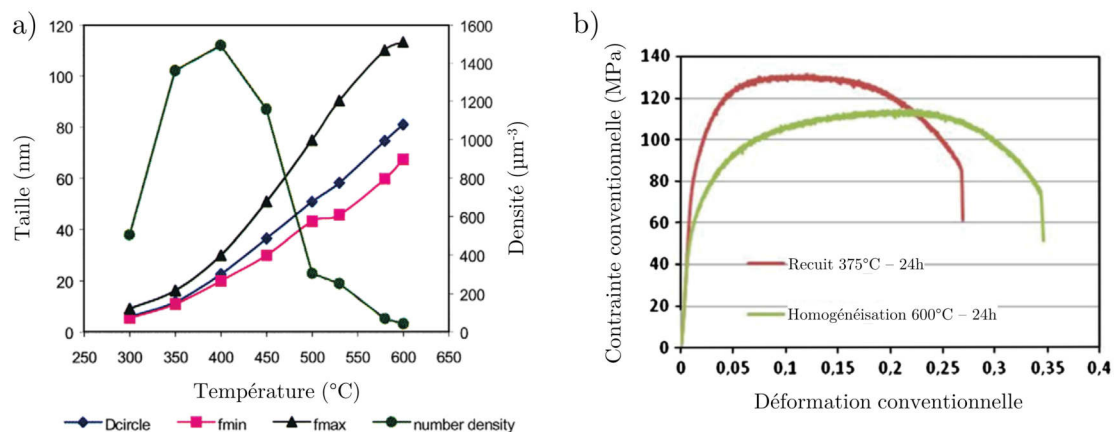 a)
Taille (nm)
120
100
80
60
40
20
0
1600
1400
1200
1000
800
600
400
200
0
Densité (µm⁻³)
250 300 350 400 450 500 550 600 650
Température (°C)
Dcircle fmin fmax number density
b)
Contrainte conventionnelle (MPa)
140
120
100
80
60
40
20
0
Recuit 375°C – 24h
Homogénéisation 600°C – 24h
0 0,05 0,1 0,15 0,2 0,25 0,3 0,35 0,4
Déformation conventionnelle